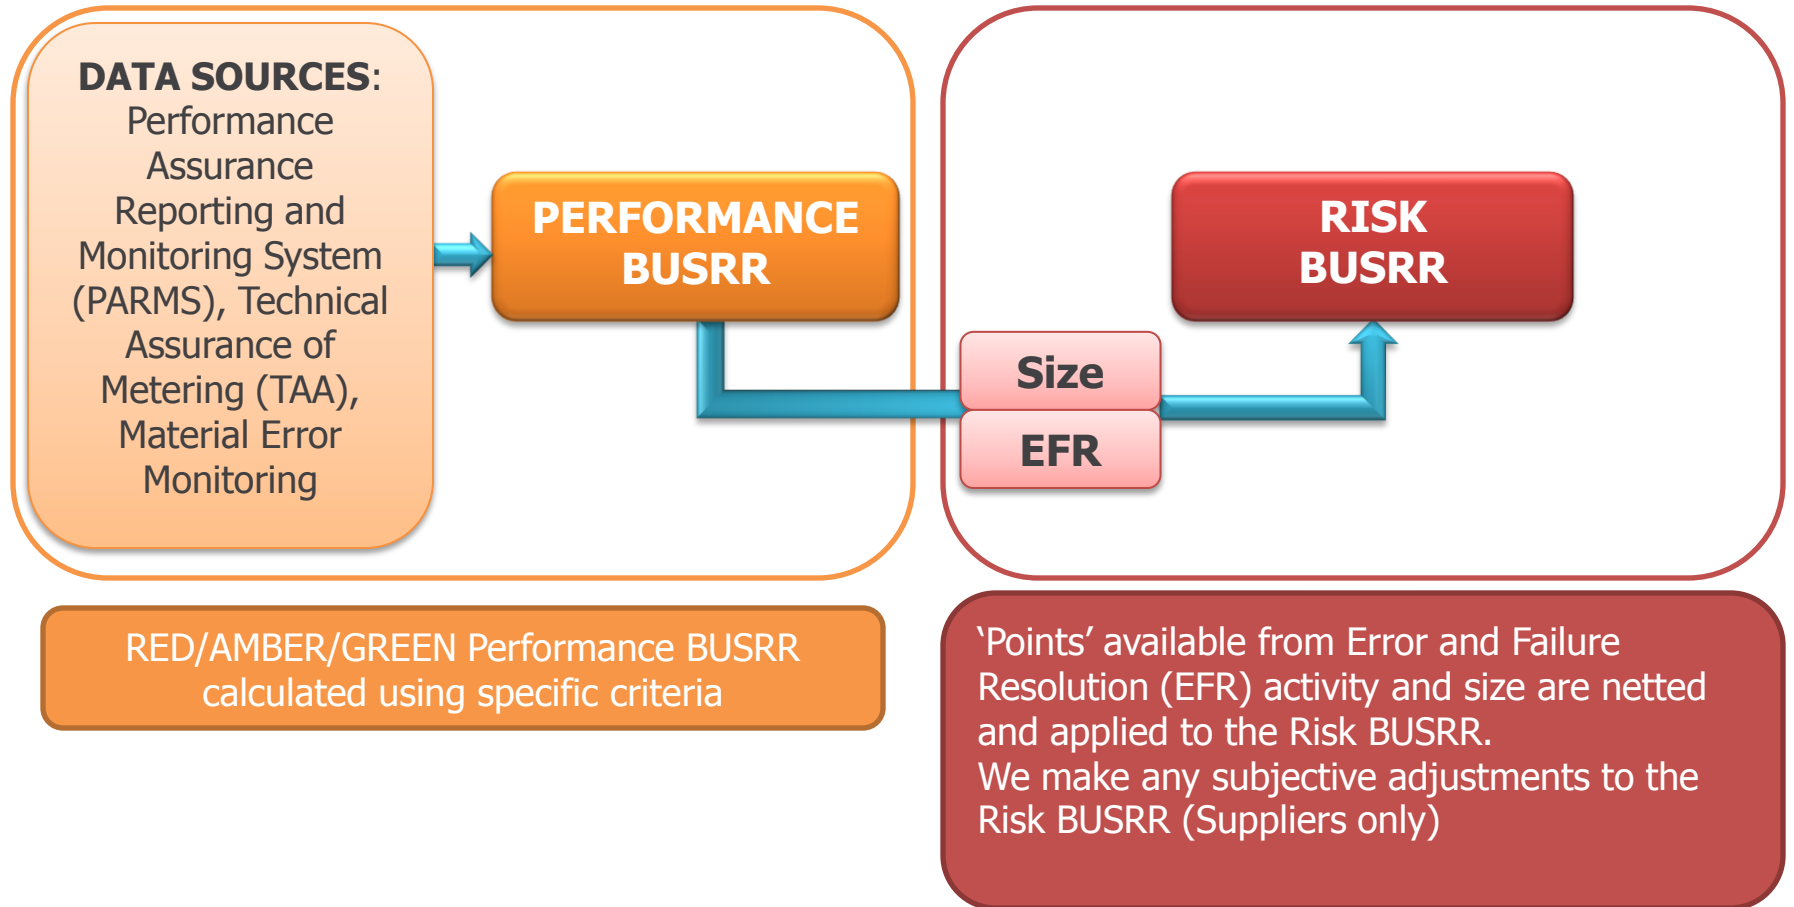 DATA SOURCES:
Performance
Assurance
Reporting and
Monitoring System
(PARMS), Technical
Assurance of
Metering (TAA),
Material Error
Monitoring
PERFORMANCE
BUSRR
RISK
BUSRR
Size
EFR
RED/AMBER/GREEN Performance BUSRR
calculated using specific criteria
‘Points’ available from Error and Failure
Resolution (EFR) activity and size are netted
and applied to the Risk BUSRR.
We make any subjective adjustments to the
Risk BUSRR (Suppliers only)